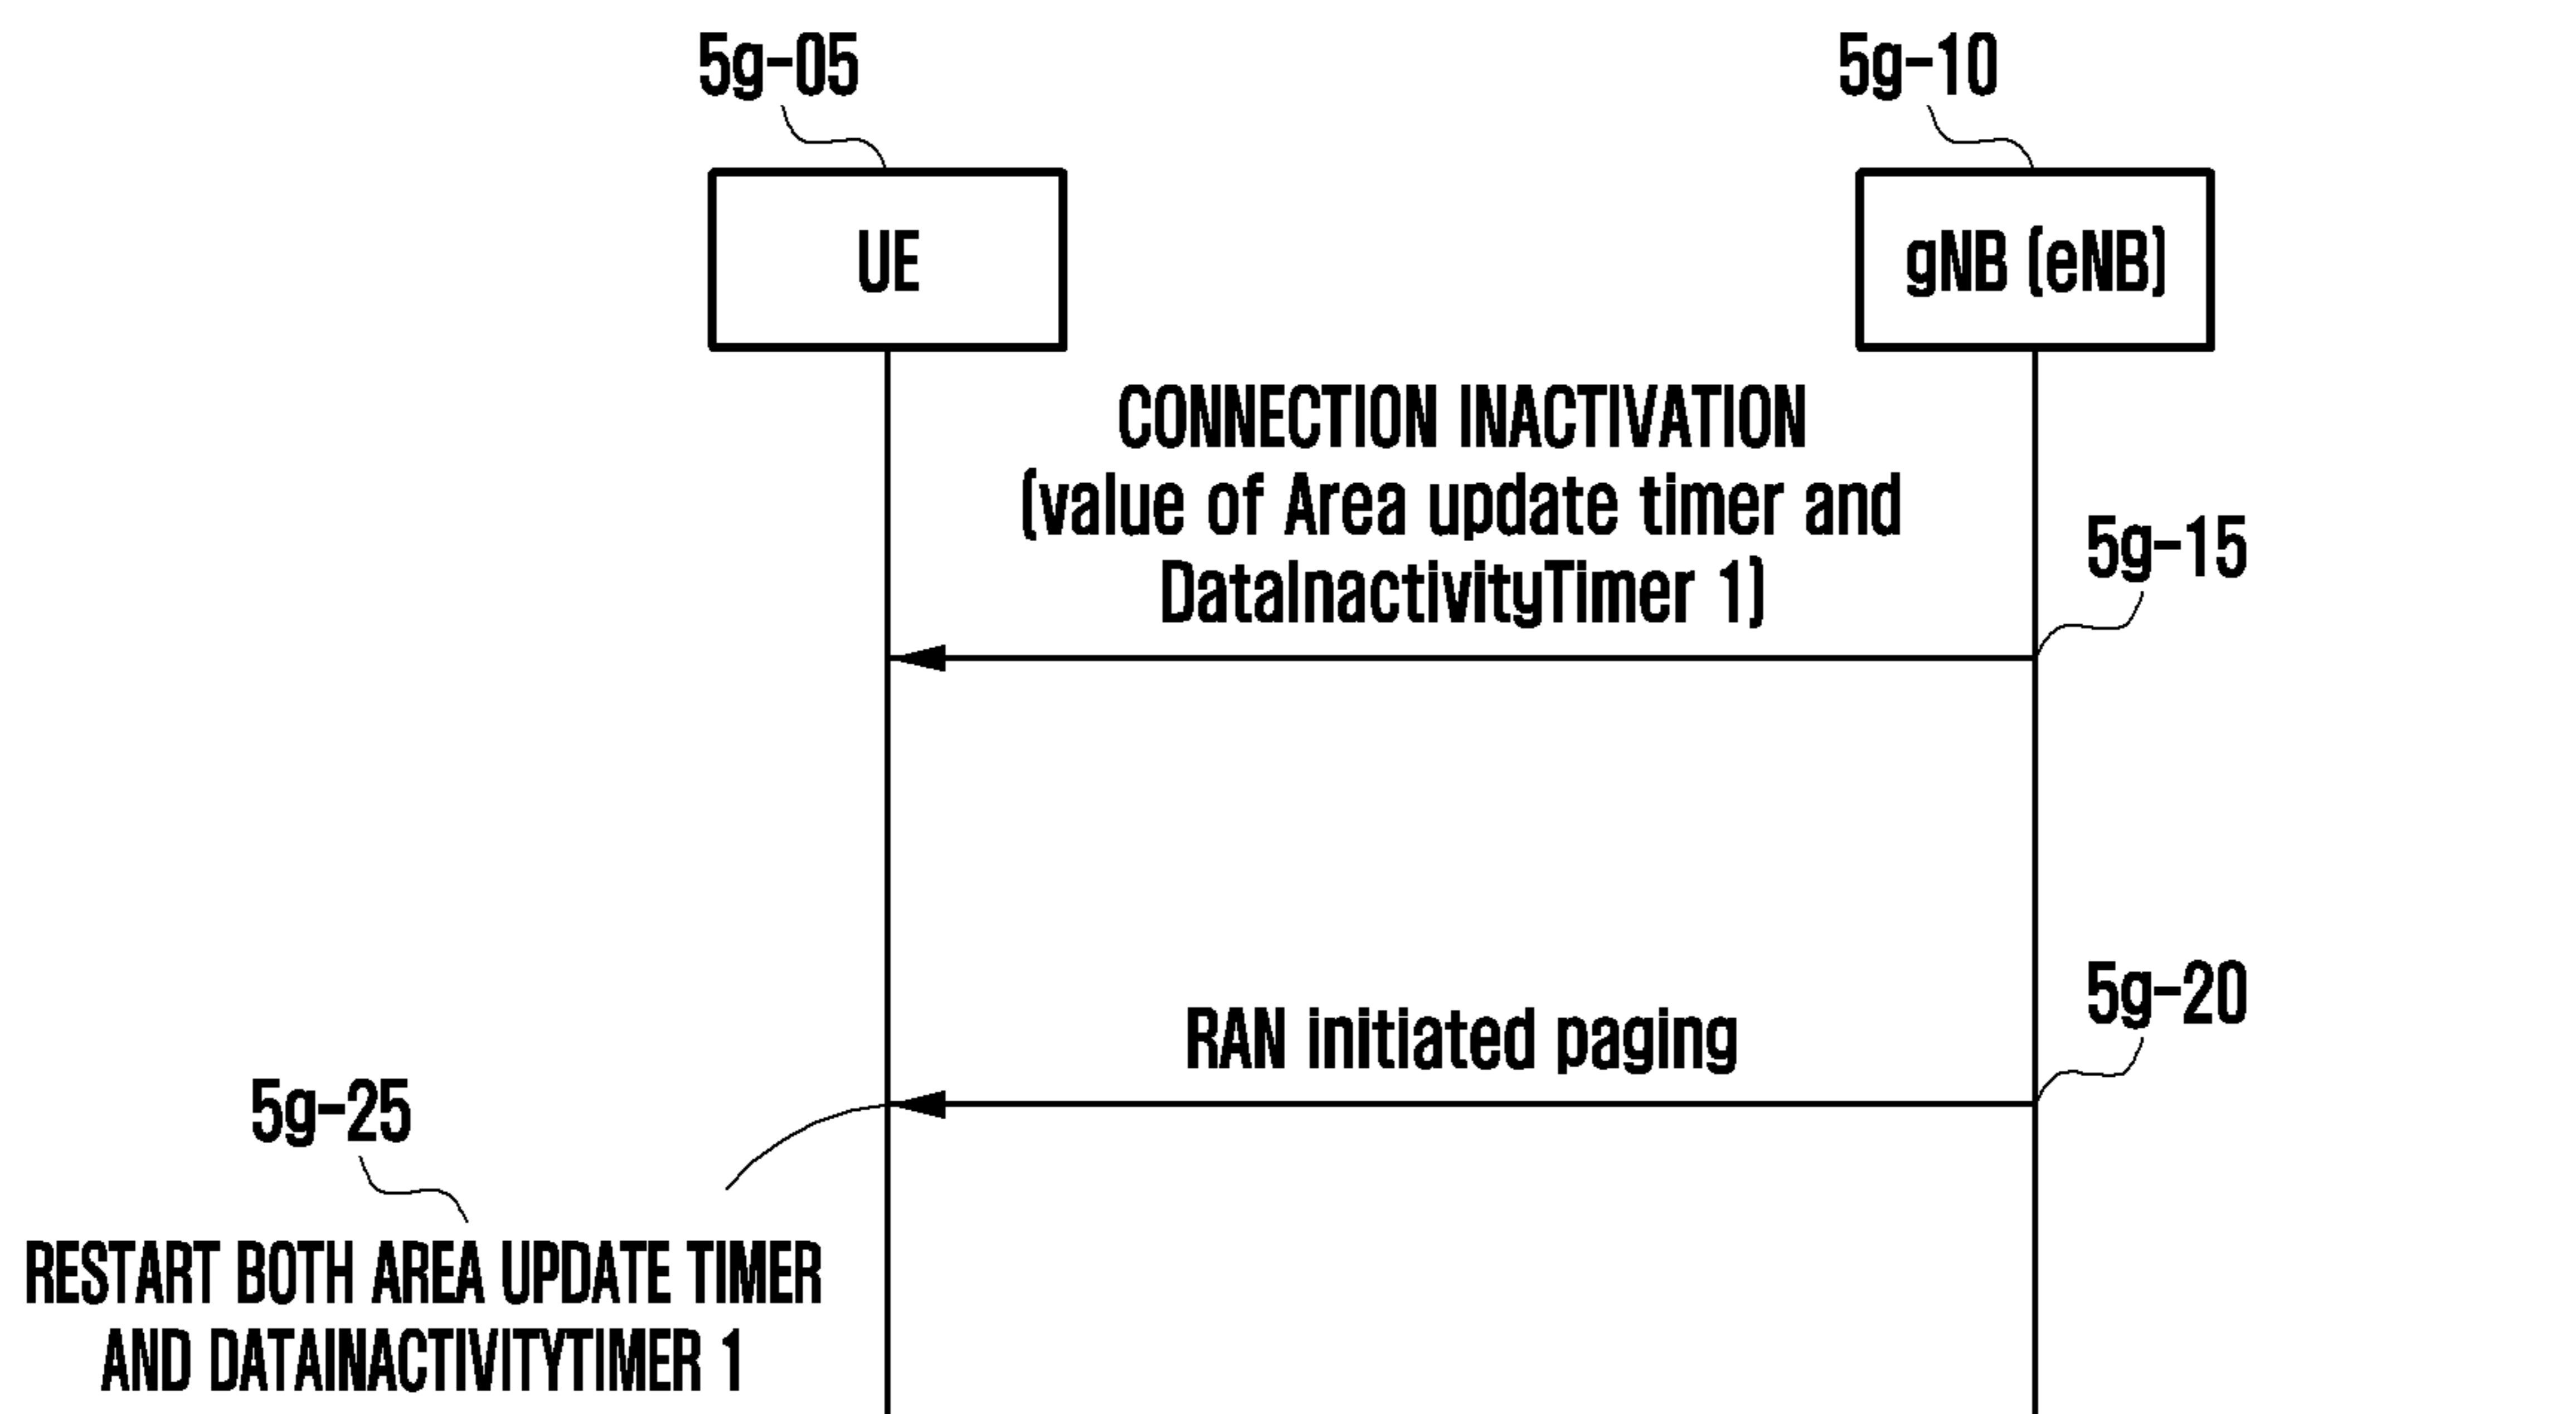 5g-05
5g-10
UE
gNB (eNB)
CONNECTION INACTIVATION
(value of Area update timer and
DataInactivityTimer 1)
5g-15
RAN initiated paging
5g-20
5g-25
RESTART BOTH AREA UPDATE TIMER
AND DATAINACTIVITYTIMER 1